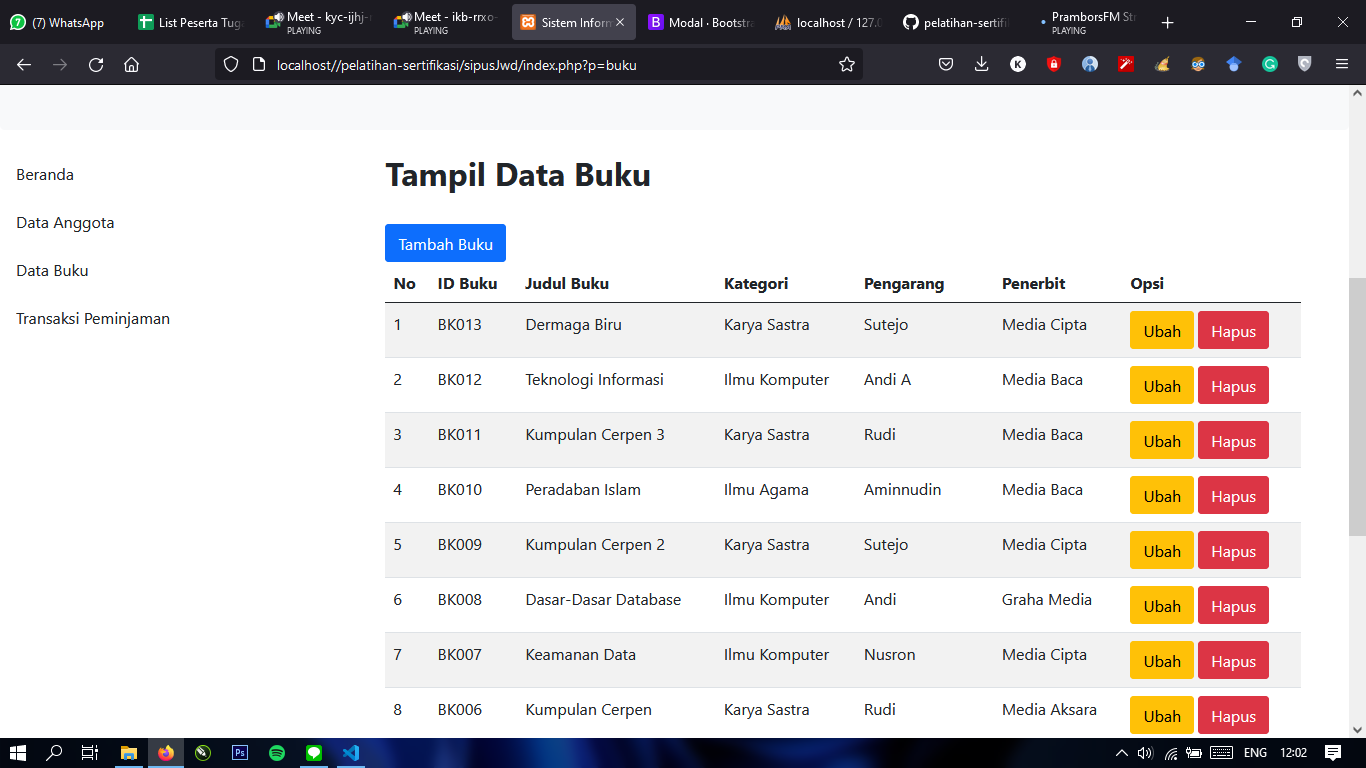 7
(7) WhatsApp
List Peserta Tuga
Meet - kyc-ijhj-
PLAYING
Meet - ikb-rrxo-
PLAYING
Sistem Inform
B
Modal · Bootstra
localhost / 127.0
pelatihan-sertifi
PramborsFM Str
PLAYING
localhost//pelatihan-sertifikasi/sipusJwd/index.php?p=buku
K
G
Beranda
Data Anggota
Data Buku
Transaksi Peminjaman
Tampil Data Buku
Tambah Buku
No ID Buku Judul Buku Kategori Pengarang Penerbit Opsi
1 BK013 Dermaga Biru Karya Sastra Sutejo Media Cipta Ubah Hapus
2 BK012 Teknologi Informasi Ilmu Komputer Andi A Media Baca Ubah Hapus
3 BK011 Kumpulan Cerpen 3 Karya Sastra Rudi Media Baca Ubah Hapus
4 BK010 Peradaban Islam Ilmu Agama Aminnudin Media Baca Ubah Hapus
5 BK009 Kumpulan Cerpen 2 Karya Sastra Sutejo Media Cipta Ubah Hapus
6 BK008 Dasar-Dasar Database Ilmu Komputer Andi Graha Media Ubah Hapus
7 BK007 Keamanan Data Ilmu Komputer Nusron Media Cipta Ubah Hapus
8 BK006 Kumpulan Cerpen Karya Sastra Rudi Media Aksara Ubah Hapus
Ps
ENG 12:02